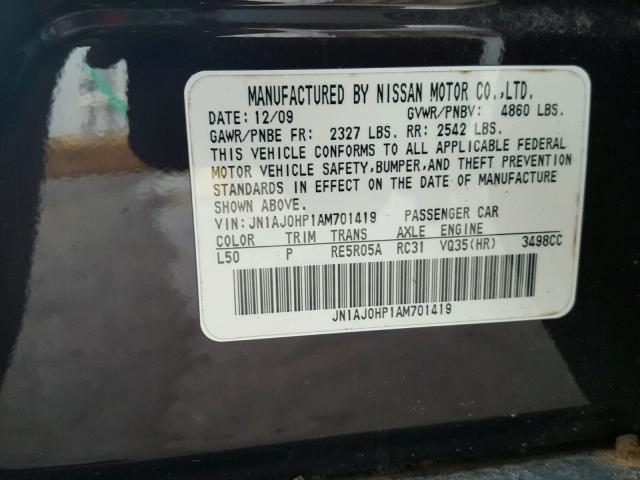 MANUFACTURED BY NISSAN MOTOR CO.,LTD.
DATE: 12/09 GVWR/PNBV: 4860 LBS.
GAWR/PNBE FR: 2327 LBS. RR: 2542 LBS.
THIS VEHICLE CONFORMS TO ALL APPLICABLE FEDERAL
MOTOR VEHICLE SAFETY,BUMPER,AND THEFT PREVENTION
STANDARDS IN EFFECT ON THE DATE OF MANUFACTURE
SHOWN ABOVE.
VIN: JN1AJ0HP1AM701419 PASSENGER CAR
COLOR TRIM TRANS AXLE ENGINE
L50 P RE5R05A RC31 VQ35(HR) 3498CC
JN1AJ0HP1AM701419